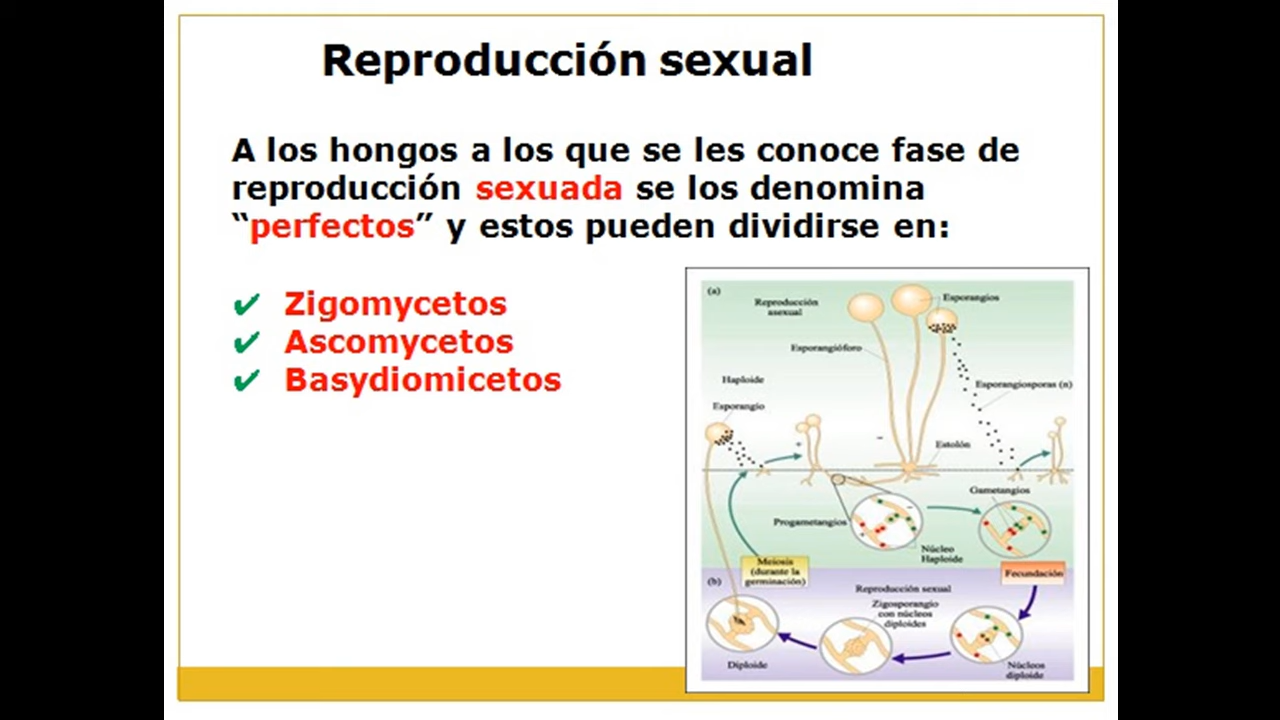 Reproducción sexual
A los hongos a los que se les conoce fase de
reproducción sexuada se los denomina
“perfectos” y estos pueden dividirse en:
✔ Zigomycetos
✔ Ascomycetos
✔ Basydiomicetos
(a)
Reproducción
asexual
Esporangios
Esporangióforo
Haploide
Esporangiosporas (n)
Esporangio
+
-
Estolón
Gametangios
Progametangios
-
+
Núcleo
Haploide
Meiosis
(durante la
germinación)
Fecundación
(b)
Reproducción sexual
Zigosporangio
con núcleos
diploides
Diploide
Núcleos
diploide